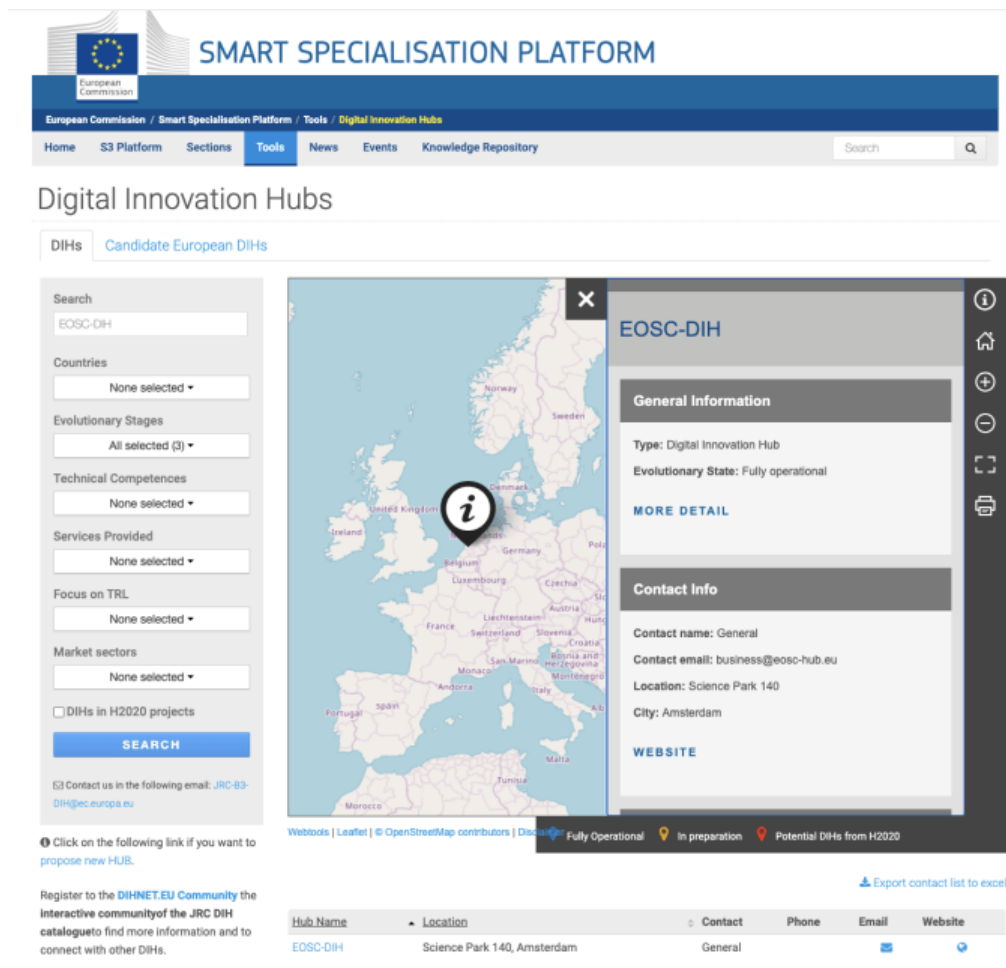 European
Commission
SMART SPECIALISATION PLATFORM
European Commission / Smart Specialisation Platform / Tools / Digital Innovation Hubs
Home S3 Platform Sections Tools News Events Knowledge Repository Search
Digital Innovation Hubs
DIHs Candidate European DIHs
Search
EOSC-DIH
Countries
None selected
Evolutionary Stages
All selected (3)
Technical Competences
None selected
Services Provided
None selected
Focus on TRL
None selected
Market sectors
None selected
DIHs in H2020 projects
SEARCH
Contact us in the following email: JRC-B3-
DIH@ec.europa.eu
Click on the following link if you want to
propose new HUB.
Register to the DIHNET.EU Community the
interactive communityof the JRC DIH
catalogueto find more information and to
connect with other DIHs.
Norway
Sweden
Denmark
United Kingdom
Ireland
Germany
Belgium
Luxembourg
Czechia
Austria
Liechtenstein
France
Switzerland
Slovenia
Croatia
San Marino
Bosnia and
Herzegovina
Monaco
Montenegro
Andorra
Italy
Portugal
Spain
Malta
Tunisia
Morocco
EOSC-DIH
General Information
Type: Digital Innovation Hub
Evolutionary State: Fully operational
MORE DETAIL
Contact Info
Contact name: General
Contact email: business@eosc-hub.eu
Location: Science Park 140
City: Amsterdam
WEBSITE
Webtools | Leaflet | © OpenStreetMap contributors |
Fully Operational In preparation Potential DIHs from H2020
Export contact list to excel
Hub Name Location Contact Phone Email Website
EOSC-DIH Science Park 140, Amsterdam General